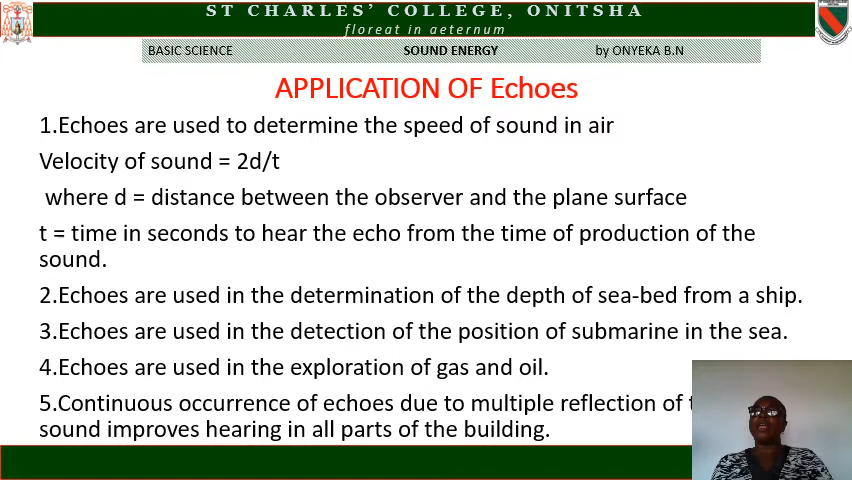 ST CHARLES' COLLEGE, ONITSHA
floreat in aeternum
BASIC SCIENCE SOUND ENERGY by ONYEKA B.N
APPLICATION OF Echoes
1.Echoes are used to determine the speed of sound in air
Velocity of sound = 2d/t
where d = distance between the observer and the plane surface
t = time in seconds to hear the echo from the time of production of the
sound.
2.Echoes are used in the determination of the depth of sea-bed from a ship.
3.Echoes are used in the detection of the position of submarine in the sea.
4.Echoes are used in the exploration of gas and oil.
5.Continuous occurrence of echoes due to multiple reflection of
sound improves hearing in all parts of the building.